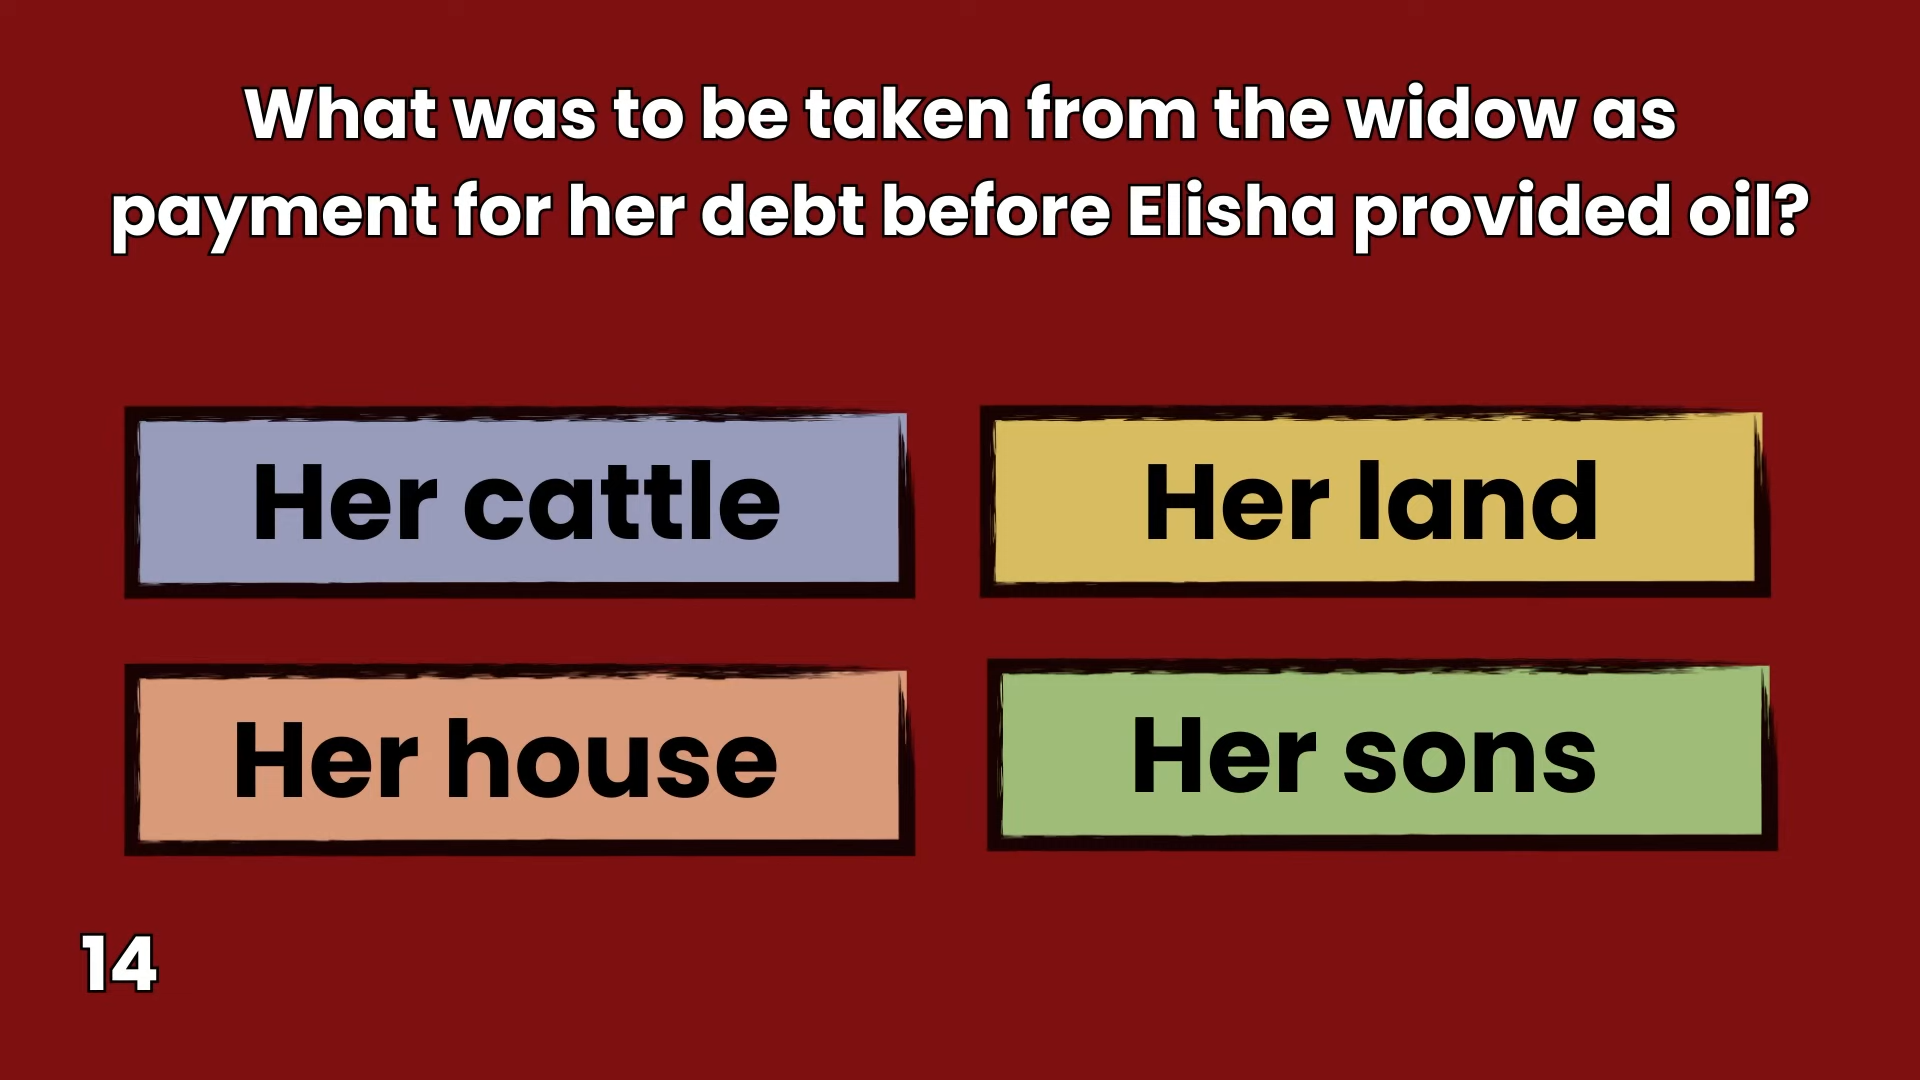 What was to be taken from the widow as
payment for her debt before Elisha provided oil?
Her cattle
Her land
Her house
Her sons
14